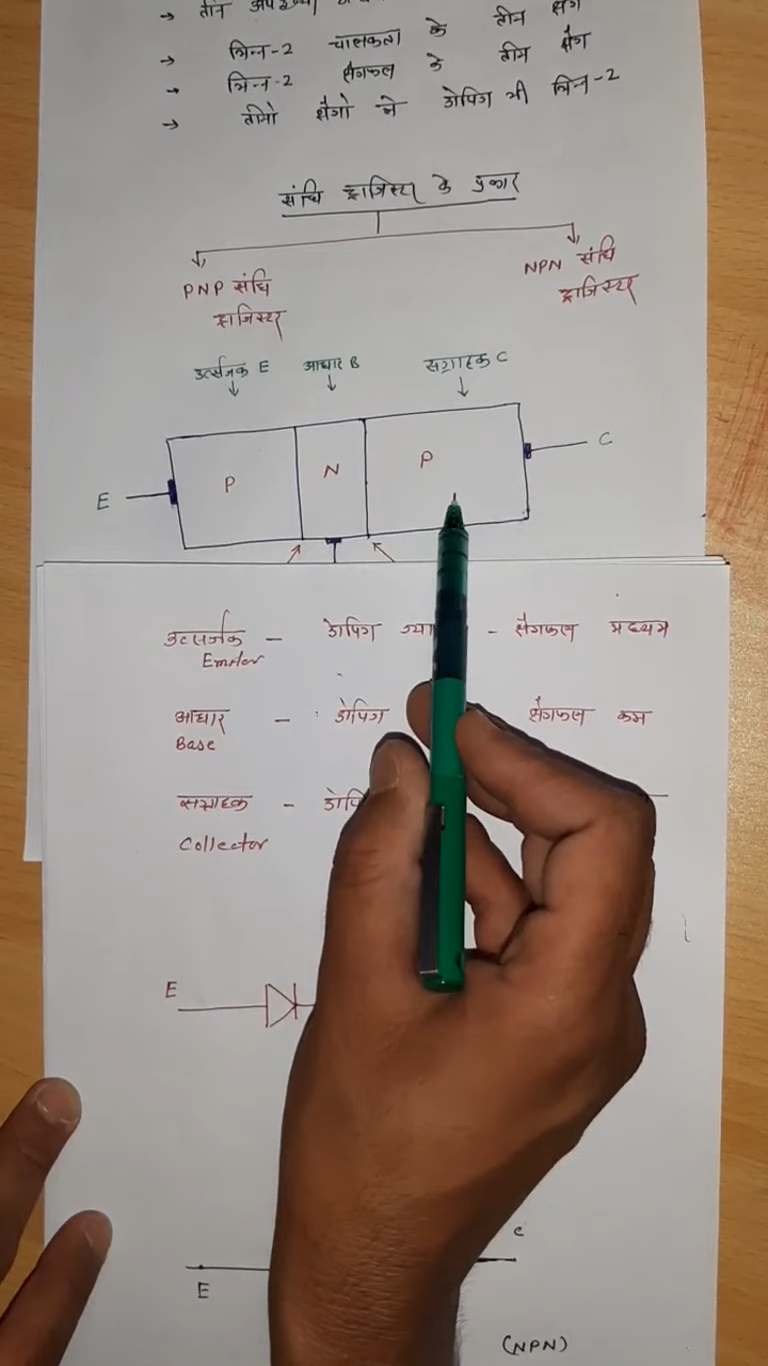 → तीन
→ भिन्न-2 चालकता के तीन क्षेत्र
→ भिन्न-2 क्षेत्रफल के तीन क्षेत्र
→ तीनो क्षेत्रों में डोपिंग भी भिन्न-2
संधि ट्रांजिस्टर के प्रकार
PNP संधि ट्रांजिस्टर
NPN संधि ट्रांजिस्टर
उत्सर्जक E आधार B संग्राहक C
E P N P C
उत्सर्जक - डोपिंग - क्षेत्रफल मध्यम
Emitter
आधार - डोपिंग क्षेत्रफल कम
Base
संग्राहक -
Collector
E
C
E
(NPN)